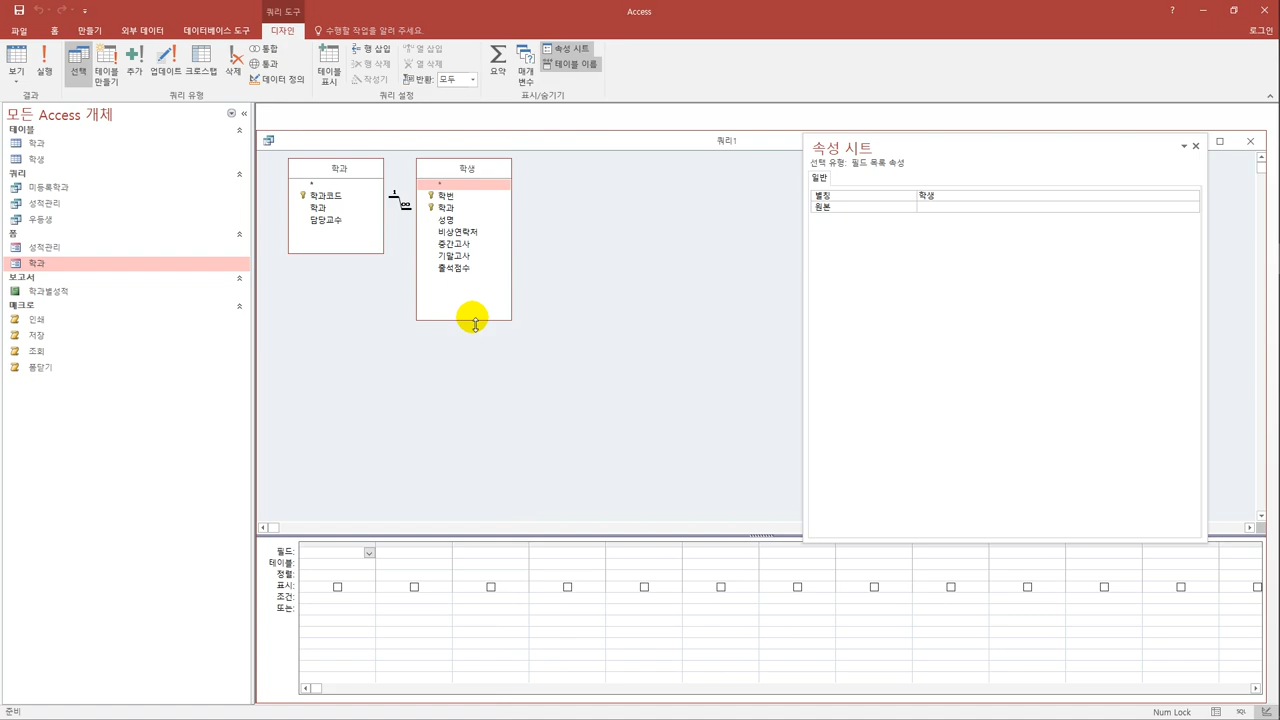 쿼리 도구
Access
?
파일 홈 만들기 외부 데이터 데이터베이스 도구 디자인 수행할 작업을 알려 주세요. 로그인
보기 실행 선택 테이블 만들기 추가 업데이트 크로스탭 삭제 통합 통과 데이터 정의 테이블 표시 행 삽입 행 삭제 작성기 열 삽입 열 삭제 반환: 모두 요약 매개 변수 속성 시트 테이블 이름
결과 쿼리 유형 쿼리 설정 표시/숨기기
모든 Access 개체
테이블
학과
학생
쿼리
미등록학과
성적관리
우등생
폼
성적관리
학과
보고서
학과별성적
매크로
인쇄
저장
조회
폼닫기
쿼리1
학과
*
학과코드
학과
담당교수
1
∞
학생
*
학번
학과
성명
비상연락처
중간고사
기말고사
출석점수
속성 시트
선택 유형: 필드 목록 속성
일반
별칭 학생
원본
필드:
테이블:
정렬:
표시:
조건:
또는:
준비
Num Lock
SQL